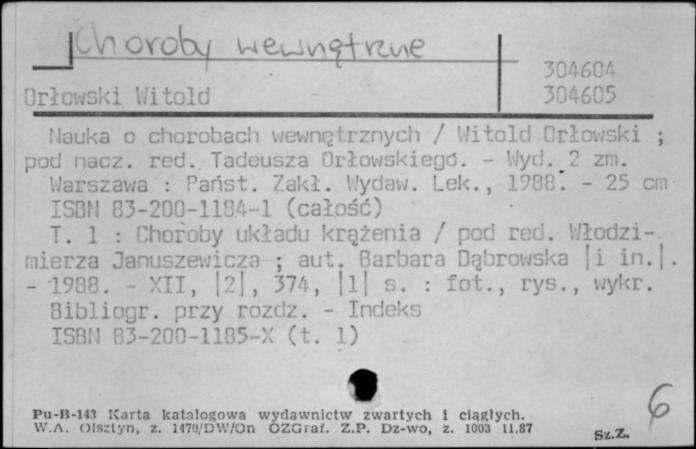 Choroby wewnętrzne
304604
Orłowski Witold 304605
Nauka o chorobach wewnętrznych / Witold Orłowski ;
pod nacz. red. Tadeusza Orłowskiego. - Wyd. 2 zm.
Warszawa : Państ. Zakł. Wydaw. Lek., 1988. - 25 cm
ISBN 83-200-1184-1 (całość)
T. 1 : Choroby układu krążenia / pod red. Włodzi-
mierza Januszewicza ; aut. Barbara Dąbrowska |i in.|.
- 1988. - XII, |2|, 374, |1| s. : fot., rys., wykr.
Bibliogr. przy rozdz. - Indeks
ISBN 83-200-1185-X (t. 1)
6
Pu-B-143 Karta katalogowa wydawnictw zwartych i ciągłych.
W.A. Olsztyn, z. 1470/DW/On OZGraf. Z.P. Dz-wo, z. 1003 11.87
Sz.Z.